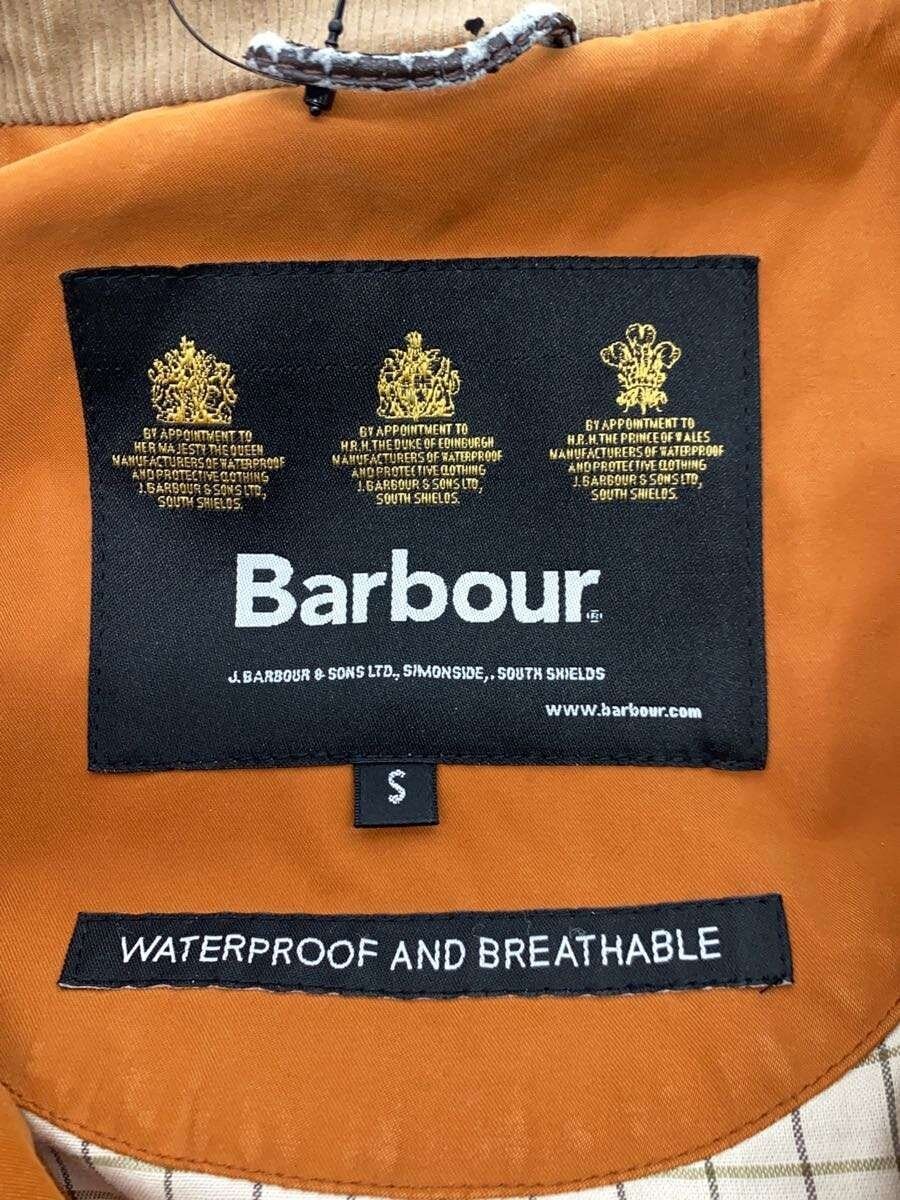 BY APPOINTMENT TO
HER MAJESTY THE QUEEN
MANUFACTURERS OF WATERPROOF
AND PROTECTIVE CLOTHING
J. BARBOUR & SONS LTD,
SOUTH SHIELDS.
BY APPOINTMENT TO
H.R.H. THE DUKE OF EDINBURGH
MANUFACTURERS OF WATERPROOF
AND PROTECTIVE CLOTHING
J. BARBOUR & SONS LTD,
SOUTH SHIELDS.
BY APPOINTMENT TO
H.R.H. THE PRINCE OF WALES
MANUFACTURERS OF WATERPROOF
AND PROTECTIVE CLOTHING
J. BARBOUR & SONS LTD,
SOUTH SHIELDS.
Barbour®
J. BARBOUR & SONS LTD., SIMONSIDE,. SOUTH SHIELDS
www.barbour.com
S
WATERPROOF AND BREATHABLE